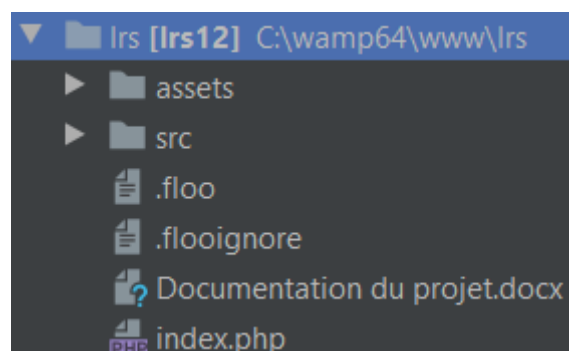 lrs [lrs12] C:\wamp64\www\lrs
assets
src
.floo
.flooignore
Documentation du projet.docx
index.php